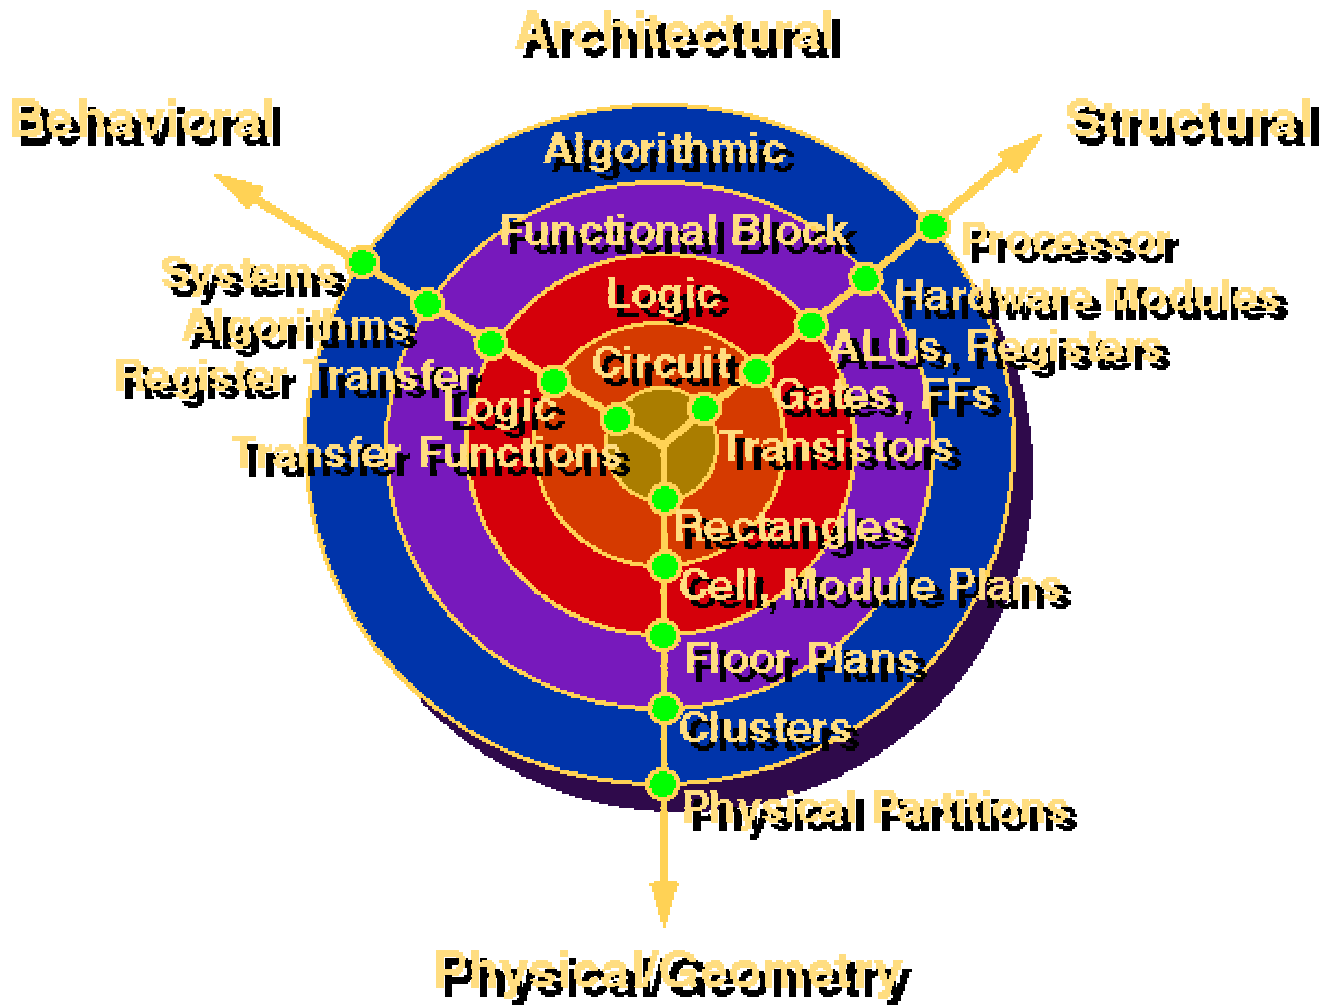 Architectural
Behavioral
Structural
Algorithmic
Functional Block
Logic
Circuit
Systems
Algorithms
Register Transfer
Logic
Transfer Functions
Processor
Hardware Modules
ALUs, Registers
Gates, FFs
Transistors
Rectangles
Cell, Module Plans
Floor Plans
Clusters
Physical Partitions
Physical/Geometry